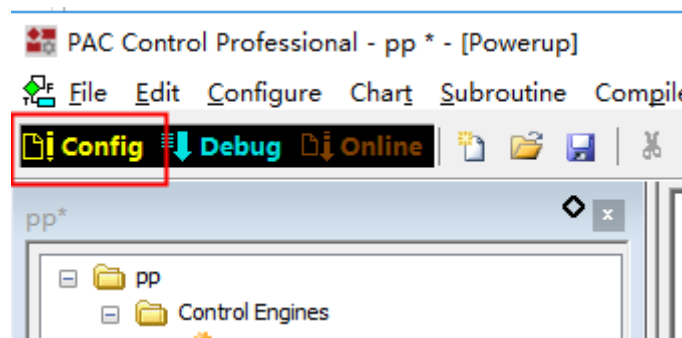 PAC Control Professional - pp * - [Powerup]
File Edit Configure Chart Subroutine Compile
Config Debug Online
pp*
pp
Control Engines